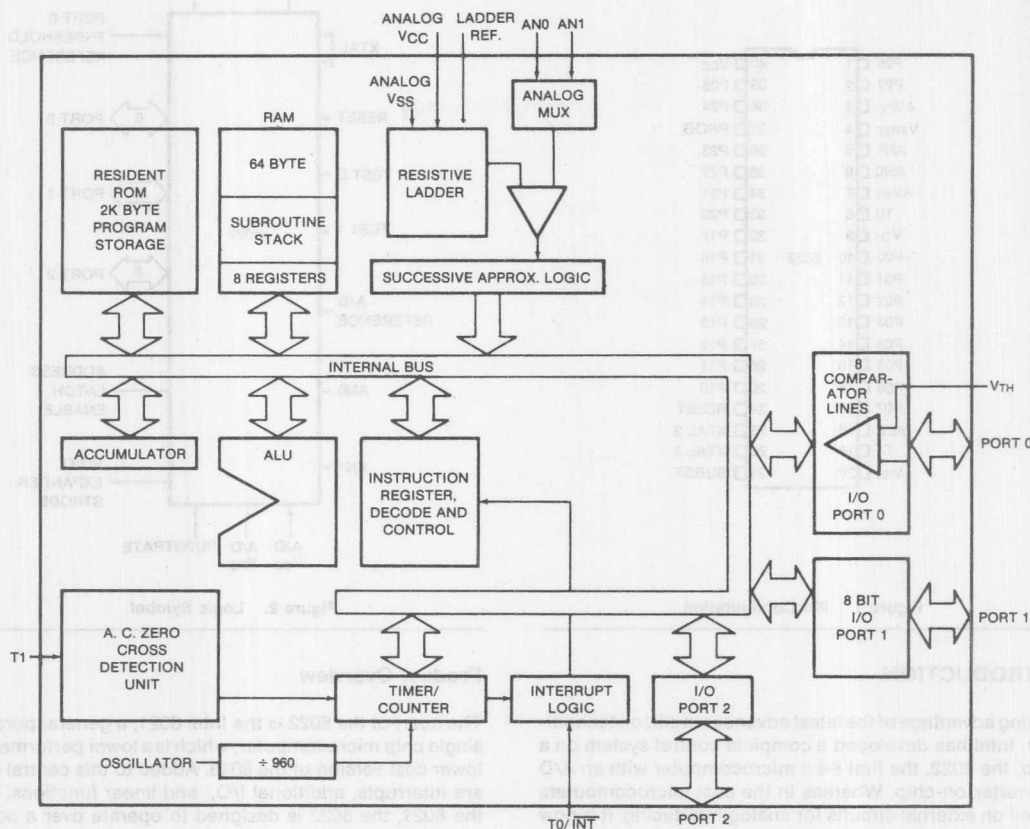 ANALOG
VCC
LADDER
REF.
AN0 AN1
ANALOG
VSS
ANALOG
MUX
RAM
RESIDENT
ROM
2K BYTE
PROGRAM
STORAGE
64 BYTE
SUBROUTINE
STACK
8 REGISTERS
RESISTIVE
LADDER
SUCCESSIVE APPROX. LOGIC
INTERNAL BUS
8
COMPAR-
ATOR
LINES
VTH
PORT 0
I/O
PORT 0
ACCUMULATOR
ALU
INSTRUCTION
REGISTER,
DECODE AND
CONTROL
8 BIT
I/O
PORT 1
PORT 1
T1
A. C. ZERO
CROSS
DETECTION
UNIT
TIMER/
COUNTER
INTERRUPT
LOGIC
I/O
PORT 2
OSCILLATOR
÷ 960
T0/INT
PORT 2